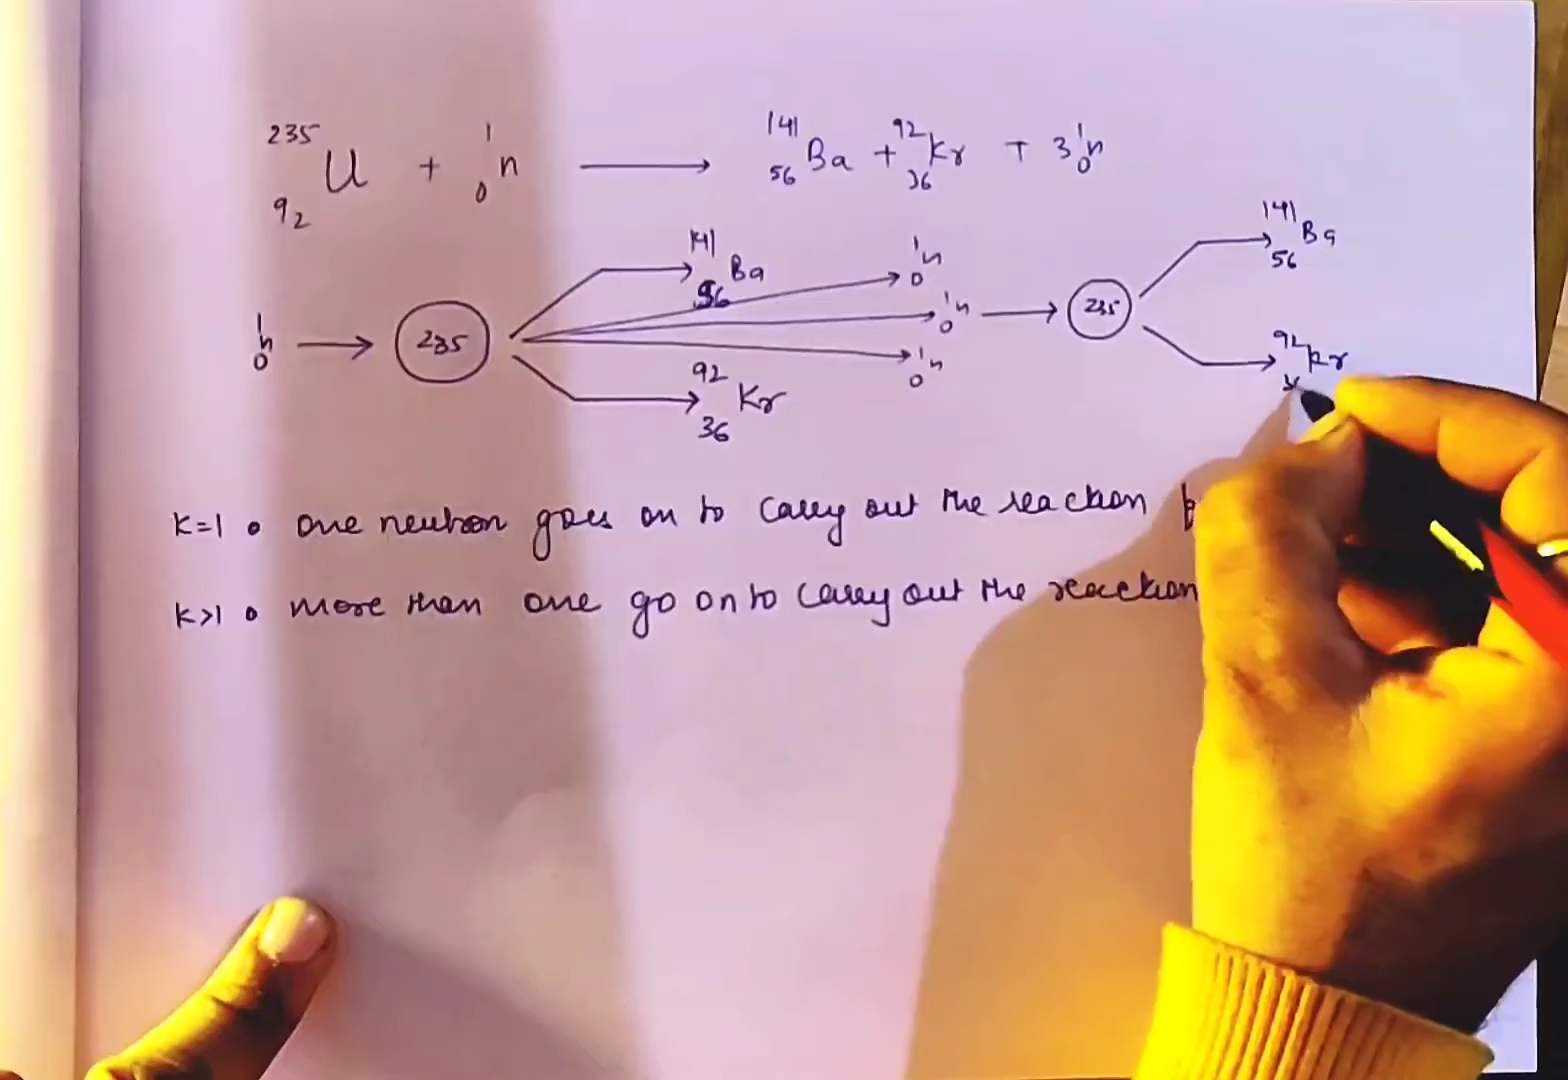 235 92 U + 1 0 n → 141 56 Ba + 92 36 Kr + 3 1 0 n
1 0 n → 235
141 56 Ba
92 36 Kr
1 0 n
1 0 n → 235
1 0 n
141 56 Ba
92 Kr
K=1 o one neutron goes on to carry out the reaction
K>1 o more than one go on to carry out the reaction